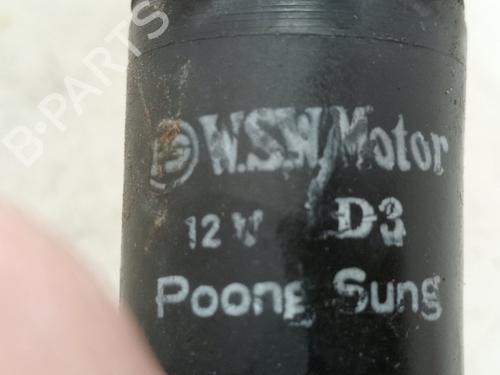 B-PARTS
W.S.W. Motor
12 V D3
Poong Sung